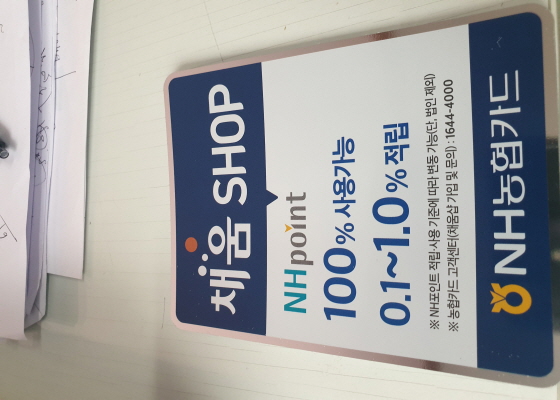 채움 SHOP
NHpoint
100% 사용가능
0.1~1.0% 적립
※ NH포인트 적립·사용 기준에 따라 변동 가능(단, 법인 제외)
※ 농협카드 고객센터(채움샵 가입 및 문의) : 1644-4000
NH농협카드